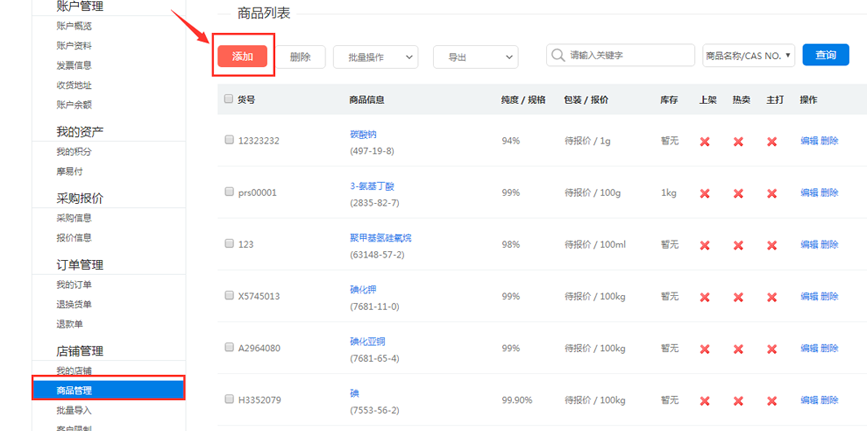 账户管理
账户概览
账户资料
发票信息
收货地址
账户余额
我的资产
我的积分
摩易付
采购报价
采购信息
报价信息
订单管理
我的订单
退换货单
退款单
店铺管理
我的店铺
商品管理
批量导入
客户限制
商品列表
添加 删除 批量操作 导出 请输入关键字 商品名称/CAS NO. 查询
货号 商品信息 纯度 / 规格 包装 / 报价 库存 上架 热卖 主打 操作
12323232 碳酸钠 (497-19-8) 94% 待报价 / 1g 暂无 编辑 删除
prs00001 3-氨基丁酸 (2835-82-7) 99% 待报价 / 100g 1kg 编辑 删除
123 聚甲基氢硅氧烷 (63148-57-2) 98% 待报价 / 100ml 暂无 编辑 删除
X5745013 碘化钾 (7681-11-0) 99% 待报价 / 100kg 暂无 编辑 删除
A2964080 碘化亚铜 (7681-65-4) 99% 待报价 / 100kg 暂无 编辑 删除
H3352079 碘 (7553-56-2) 99.90% 待报价 / 100kg 暂无 编辑 删除